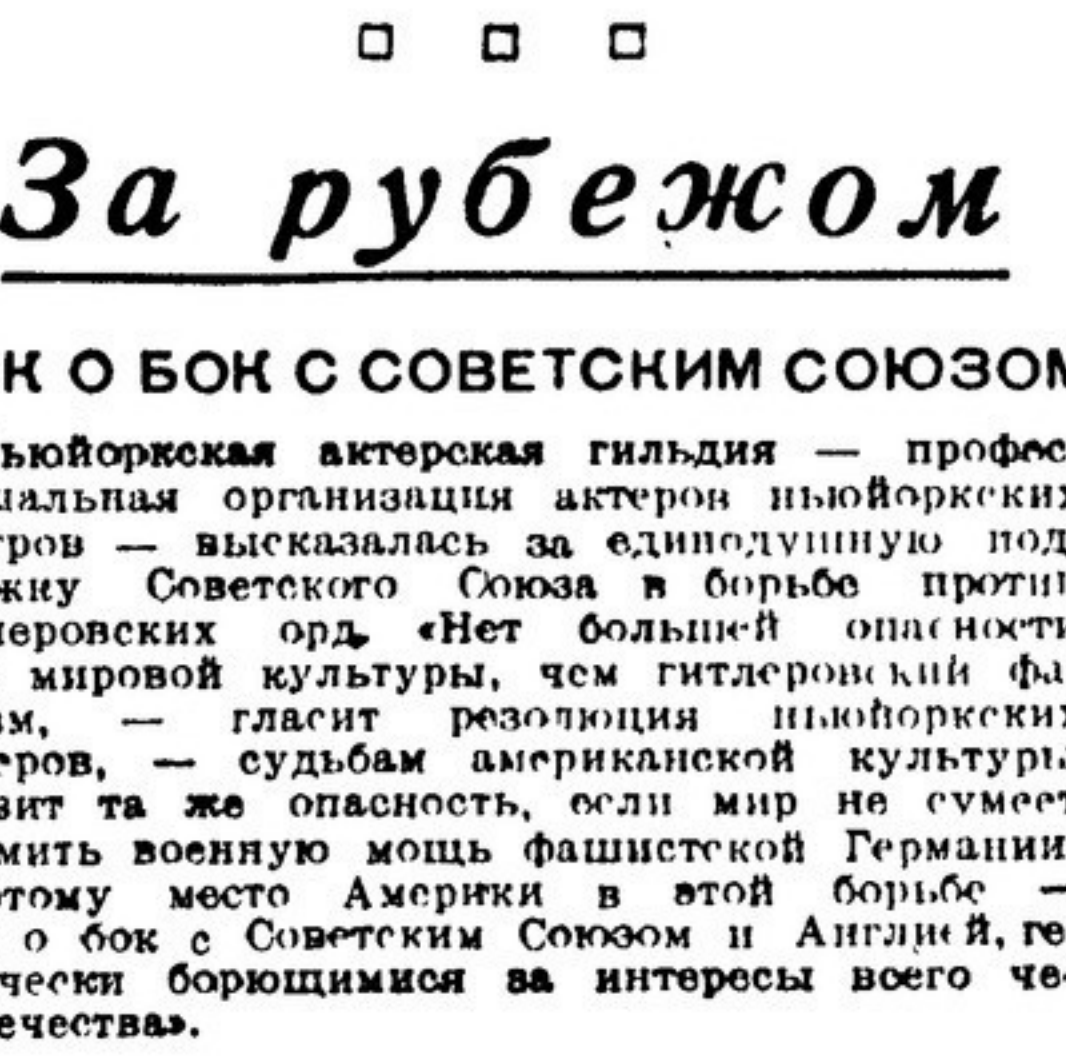 За рубежом
К О БОК С СОВЕТСКИМ СОЮЗОМ
ьюйоркская актерская гильдия — професс
иальная организация актеров ньюйоркских
тров — высказалась за единодушную под
жку Советского Союза в борьбе против
леровских орд. «Нет большей опасности
мировой культуры, чем гитлеровский фа
зм, — гласит резолюция ньюйоркских
еров, — судьбам американской культуры
зит та же опасность, если мир не сумеет
мить военную мощь фашистской Германии
этому место Америки в этой борьбе —
о бок с Советским Союзом и Англией, ге
чески борющимися за интересы всего че-
ечества».